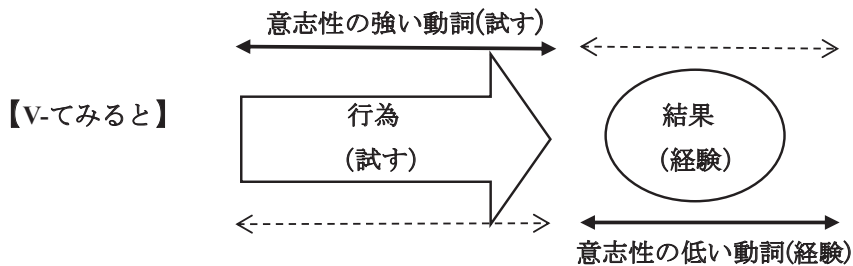 意志性の強い動詞(試す)
【V-てみると】
行為
(試す)
結果
(経験)
意志性の低い動詞(経験)